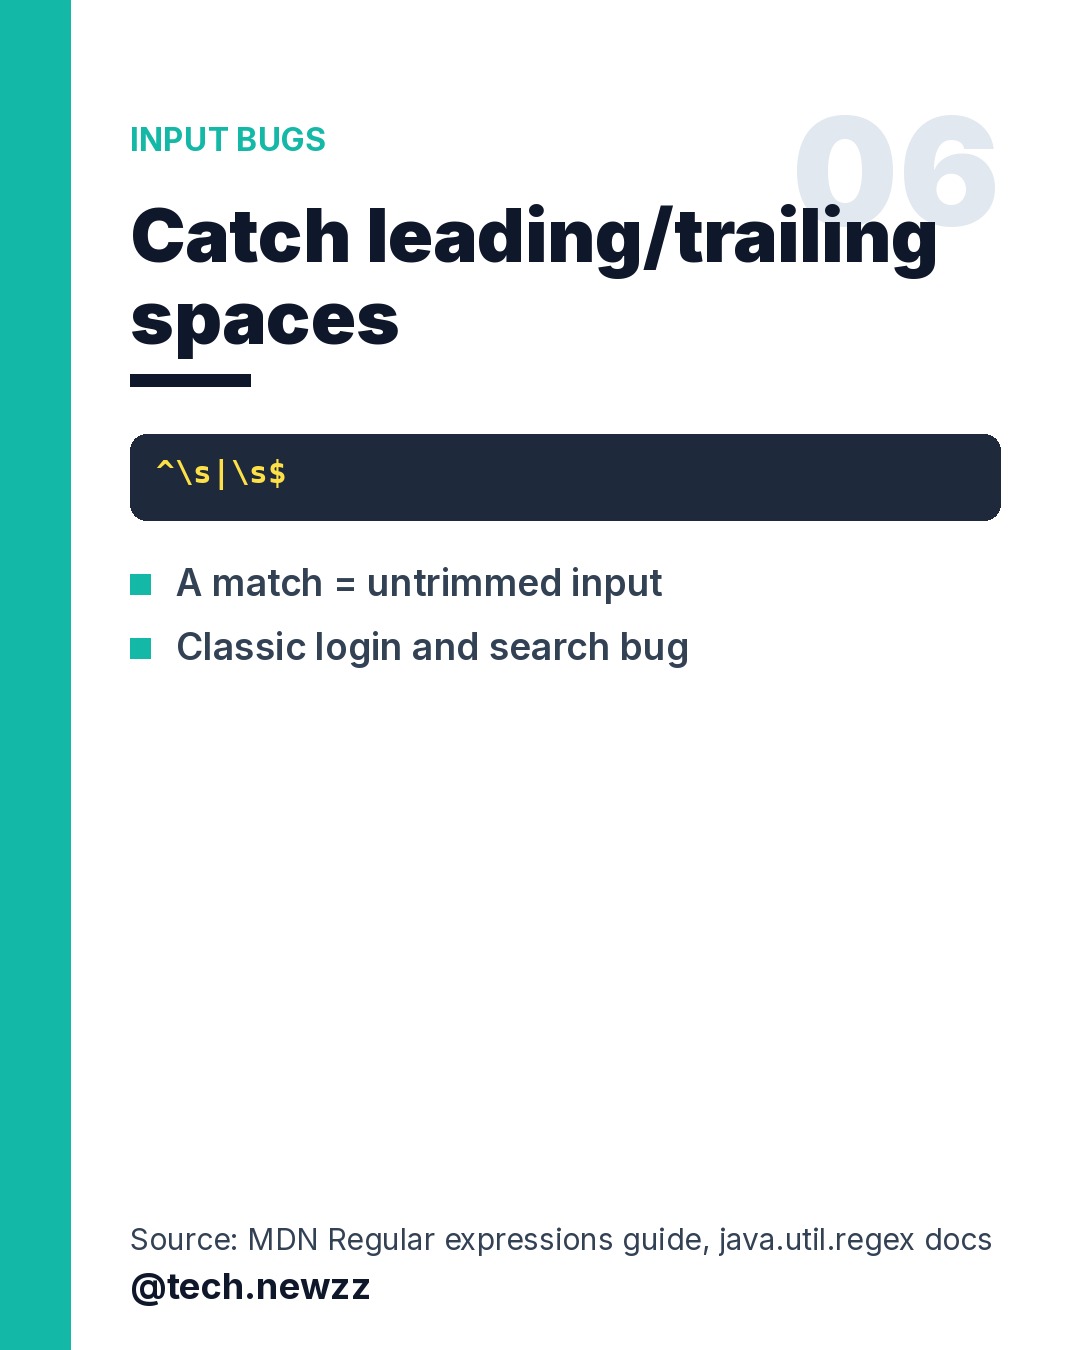 INPUT BUGS
06
Catch leading/trailing
spaces
^\s|\s$
A match = untrimmed input
Classic login and search bug
Source: MDN Regular expressions guide, java.util.regex docs
@tech.newzz